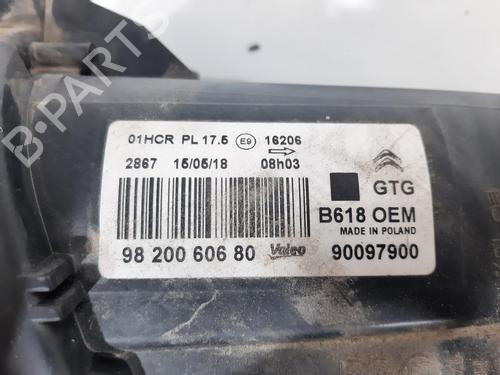 B-PARTS
01HCR PL 17.5 E9 16206
2867 15/05/18 08h03
GTG
B618 OEM
MADE IN POLAND
98 200 606 80 Valeo 90097900